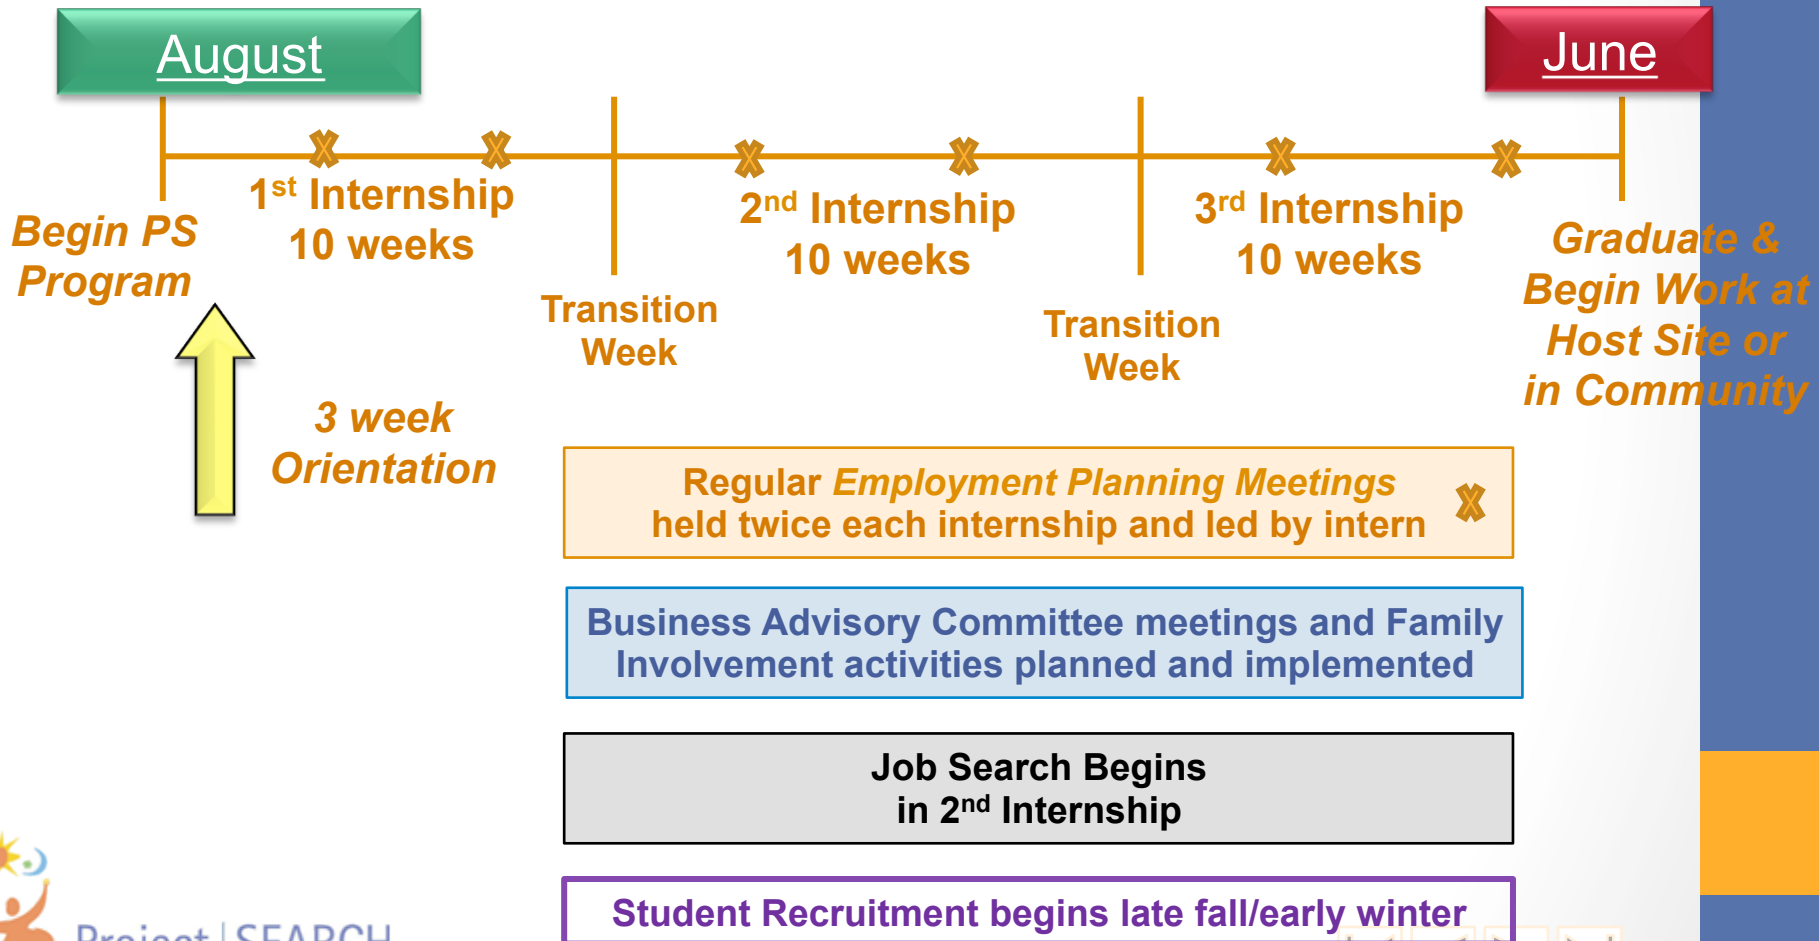 August
June
1st Internship
10 weeks
2nd Internship
10 weeks
3rd Internship
10 weeks
Begin PS
Program
Transition
Week
Transition
Week
Graduate &
Begin Work at
Host Site or
in Community
3 week
Orientation
Regular Employment Planning Meetings
held twice each internship and led by intern
Business Advisory Committee meetings and Family
Involvement activities planned and implemented
Job Search Begins
in 2nd Internship
Student Recruitment begins late fall/early winter
Project | SEARCH